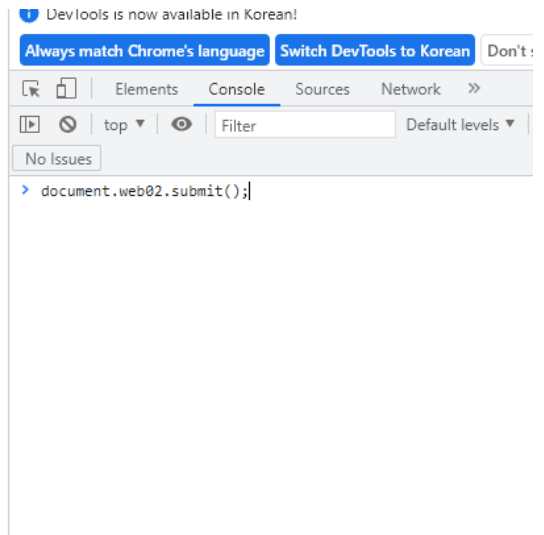 DevTools is now available in Korean!
Always match Chrome's language Switch DevTools to Korean Don't
Elements Console Sources Network »
top ▼ Filter Default levels ▼
No Issues
> document.web02.submit();